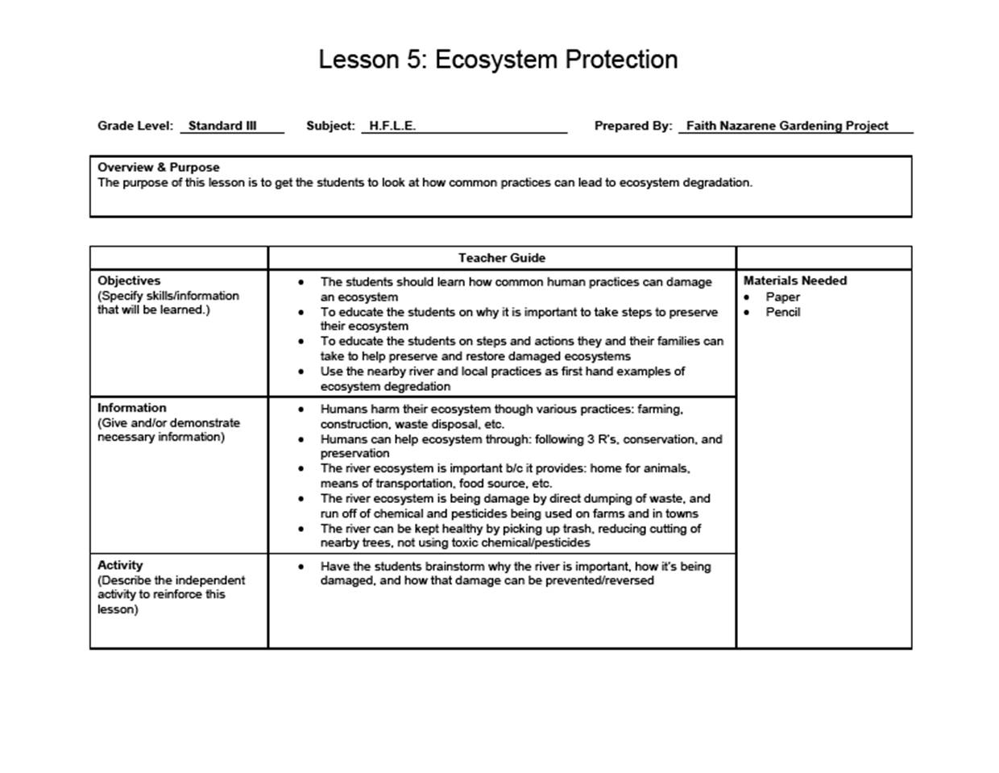 Lesson 5: Ecosystem Protection
Grade Level: Standard III Subject: H.F.L.E. Prepared By: Faith Nazarene Gardening Project
Overview & Purpose
The purpose of this lesson is to get the students to look at how common practices can lead to ecosystem degradation.
Teacher Guide
Objectives
(Specify skills/information
that will be learned.)
• The students should learn how common human practices can damage
an ecosystem
• To educate the students on why it is important to take steps to preserve
their ecosystem
• To educate the students on steps and actions they and their families can
take to help preserve and restore damaged ecosystems
• Use the nearby river and local practices as first hand examples of
ecosystem degredation
Materials Needed
• Paper
• Pencil
Information
(Give and/or demonstrate
necessary information)
• Humans harm their ecosystem though various practices: farming,
construction, waste disposal, etc.
• Humans can help ecosystem through: following 3 R's, conservation, and
preservation
• The river ecosystem is important b/c it provides: home for animals,
means of transportation, food source, etc.
• The river ecosystem is being damage by direct dumping of waste, and
run off of chemical and pesticides being used on farms and in towns
• The river can be kept healthy by picking up trash, reducing cutting of
nearby trees, not using toxic chemical/pesticides
Activity
(Describe the independent
activity to reinforce this
lesson)
• Have the students brainstorm why the river is important, how it's being
damaged, and how that damage can be prevented/reversed